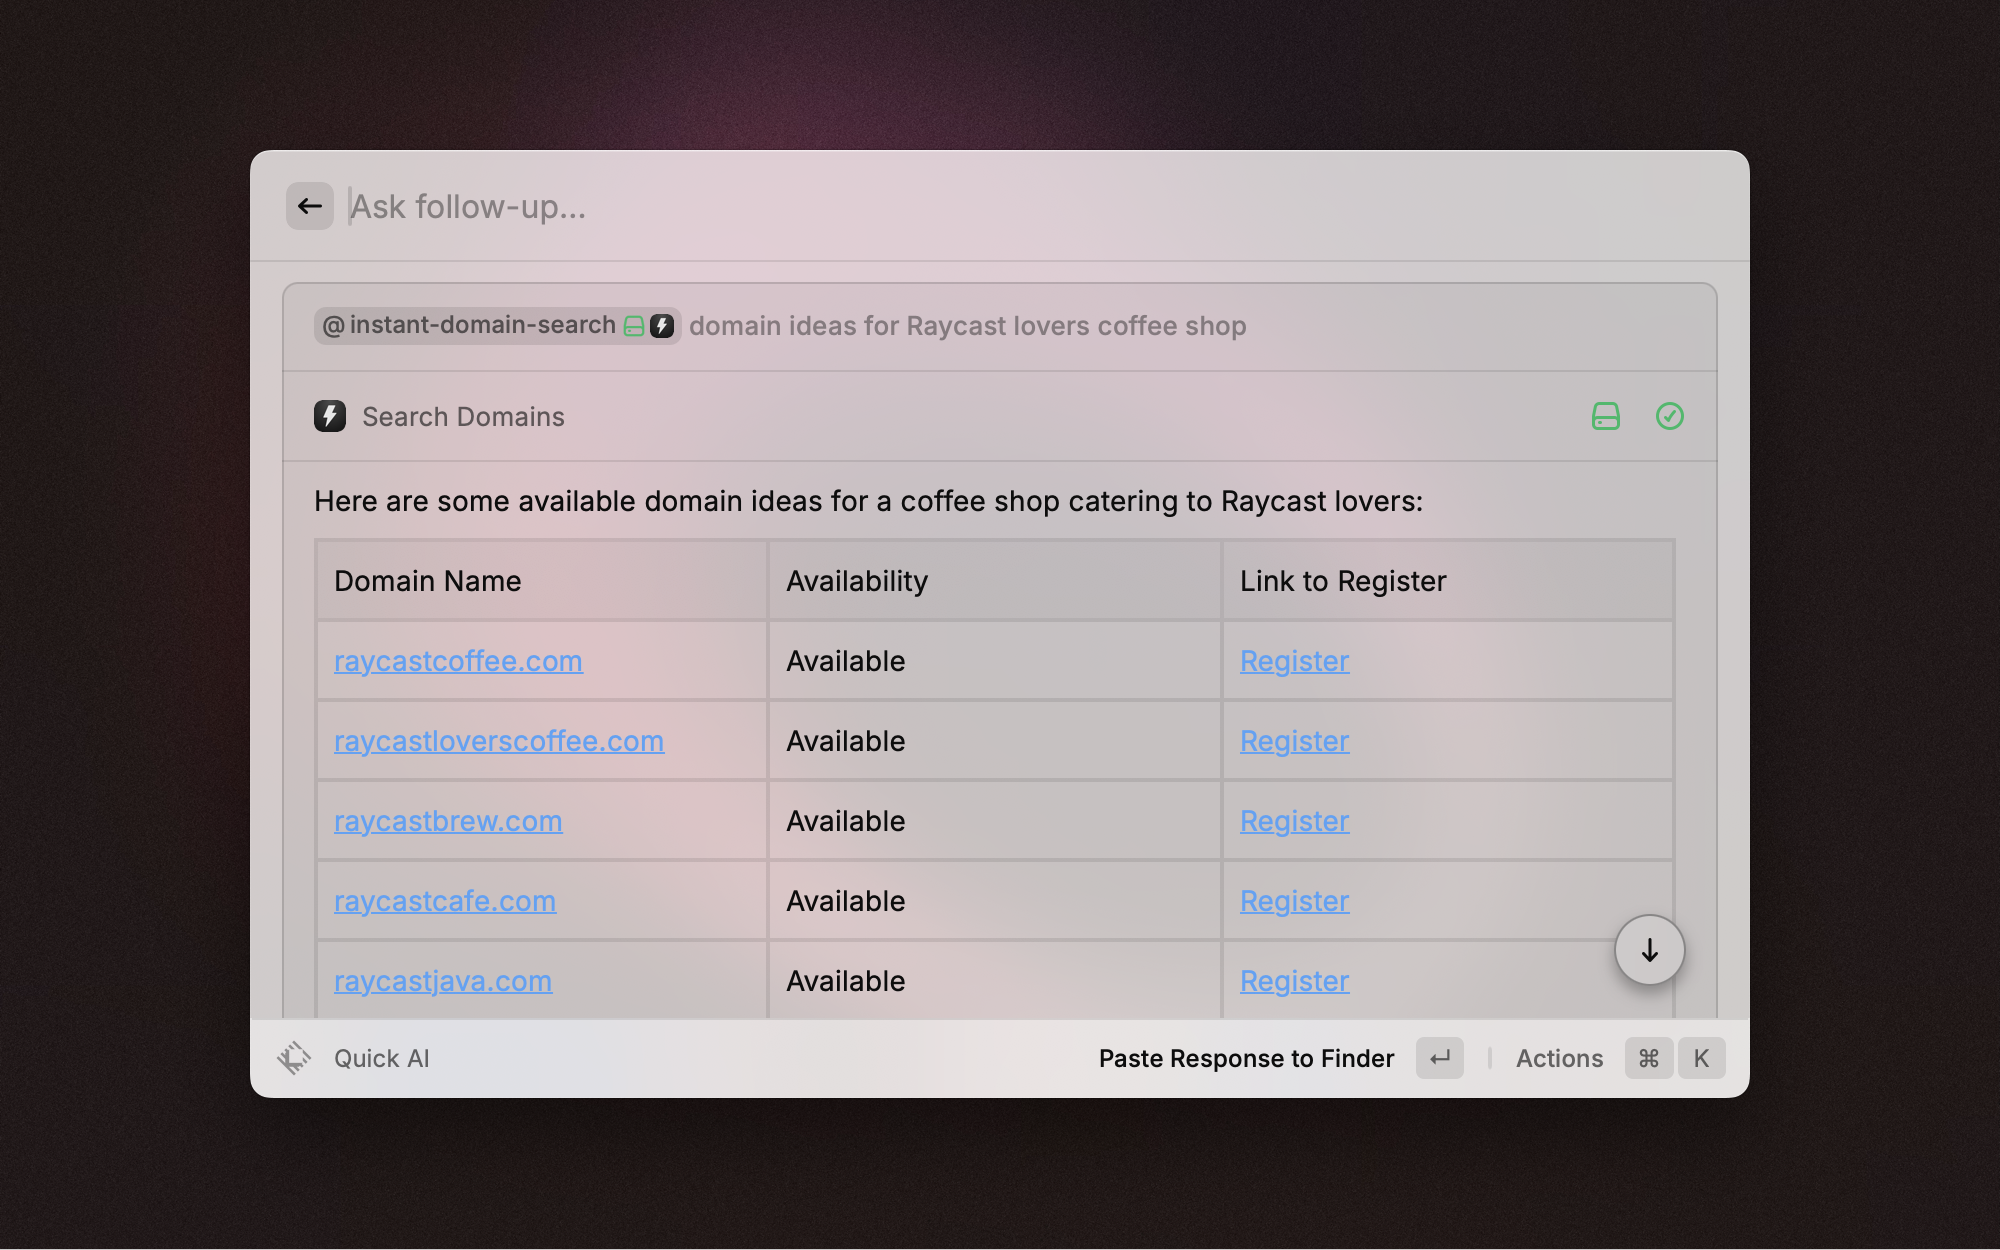 Ask follow-up...
@instant-domain-search domain ideas for Raycast lovers coffee shop
Search Domains
Here are some available domain ideas for a coffee shop catering to Raycast lovers:
Domain Name Availability Link to Register
raycastcoffee.com Available Register
raycastloverscoffee.com Available Register
raycastbrew.com Available Register
raycastcafe.com Available Register
raycastjava.com Available Register
Quick AI Paste Response to Finder ↵ Actions ⌘ K